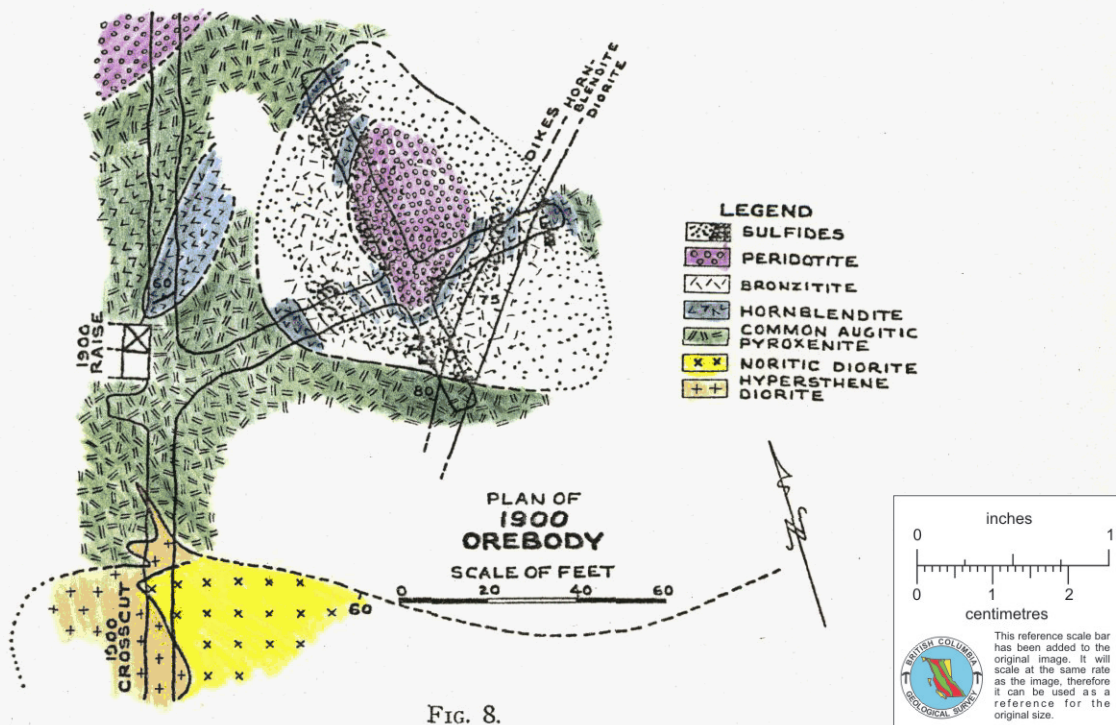 DIKES
HORN-
BLENDITE
DIORITE
LEGEND
SULFIDES
PERIDOTITE
BRONZITITE
HORNBLENDITE
COMMON AUGITIC
PYROXENITE
NORITIC DIORITE
HYPERSTHENE
DIORITE
1900
RAISE
75
80
60
1900
CROSSCUT
PLAN OF
1900
OREBODY
SCALE OF FEET
0 20 40 60
FIG. 8.
inches
0 1
0 1 2
centimetres
This reference scale bar
has been added to the
original image. It will
scale at the same rate
as the image, therefore
it can be used as a
reference for the
original size.
BRITISH COLUMBIA
GEOLOGICAL SURVEY